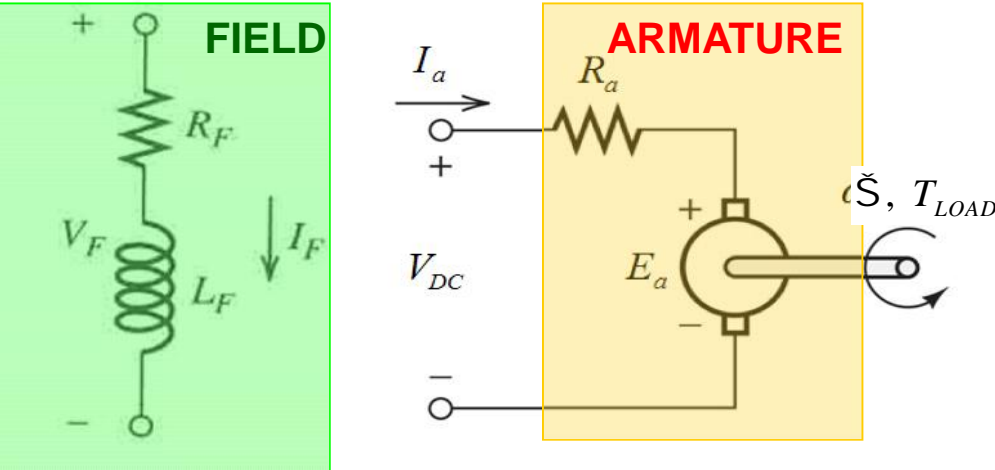 FIELD
+
R_F
V_F
I_F
L_F
−
ARMATURE
I_a
R_a
+
V_DC
−
+
E_a
−
Š, T_LOAD